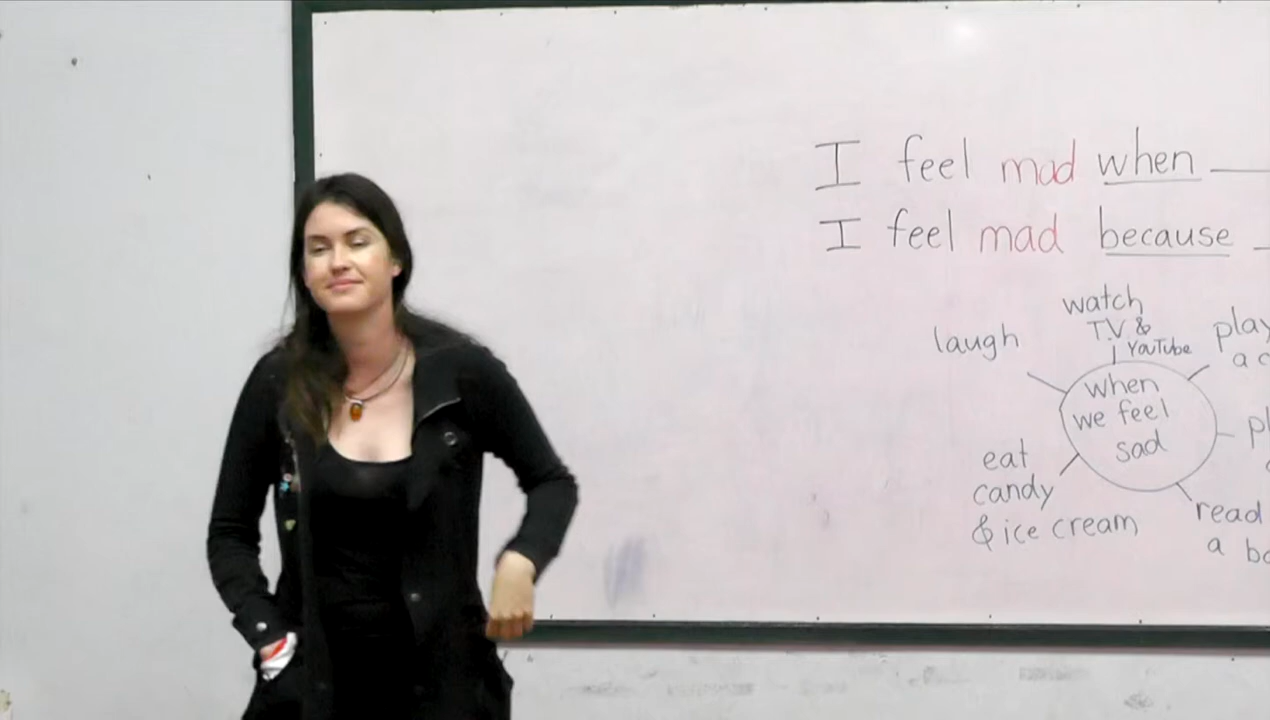 I feel mad when
I feel mad because
laugh
watch
TV &
YouTube
play
a
when
we feel
sad
eat
candy
& ice cream
read
a